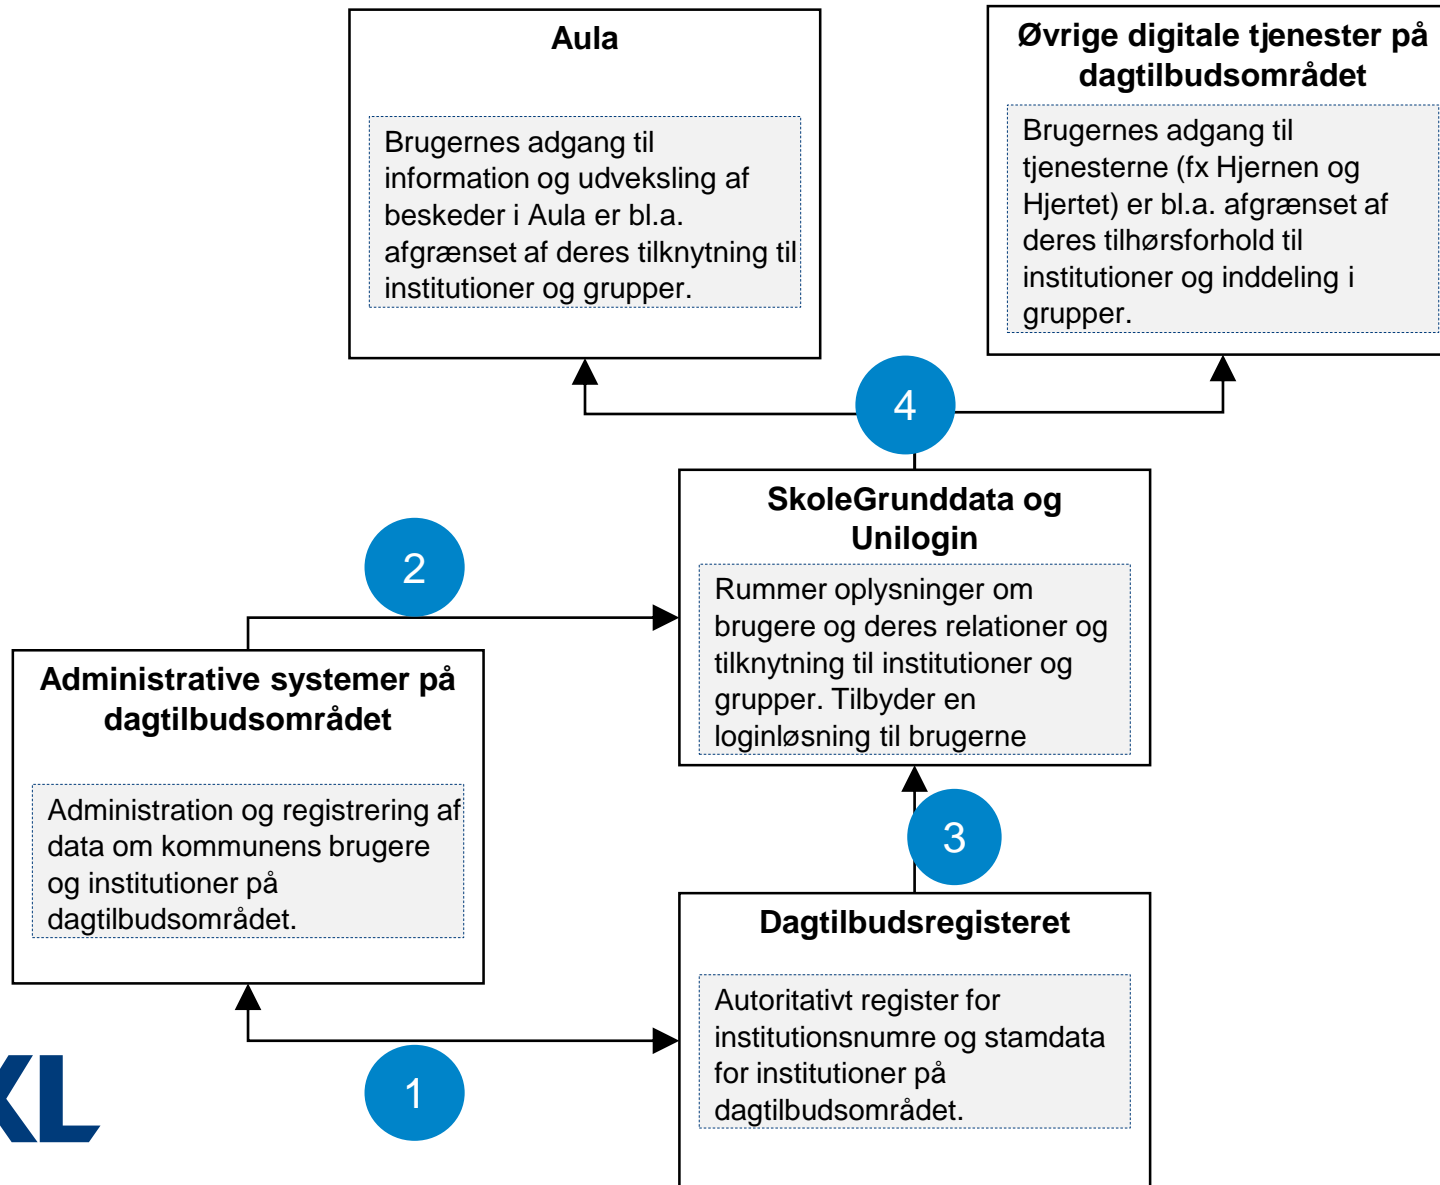 Aula
Brugernes adgang til
information og udveksling af
beskeder i Aula er bl.a.
afgrænset af deres tilknytning til
institutioner og grupper.
Øvrige digitale tjenester på
dagtilbudsområdet
Brugernes adgang til
tjenesterne (fx Hjernen og
Hjertet) er bl.a. afgrænset af
deres tilhørsforhold til
institutioner og inddeling i
grupper.
4
SkoleGrunddata og
Unilogin
Rummer oplysninger om
brugere og deres relationer og
tilknytning til institutioner og
grupper. Tilbyder en
loginløsning til brugerne
2
Administrative systemer på
dagtilbudsområdet
Administration og registrering af
data om kommunens brugere
og institutioner på
dagtilbudsområdet.
3
Dagtilbudsregisteret
Autoritativt register for
institutionsnumre og stamdata
for institutioner på
dagtilbudsområdet.
1
KL